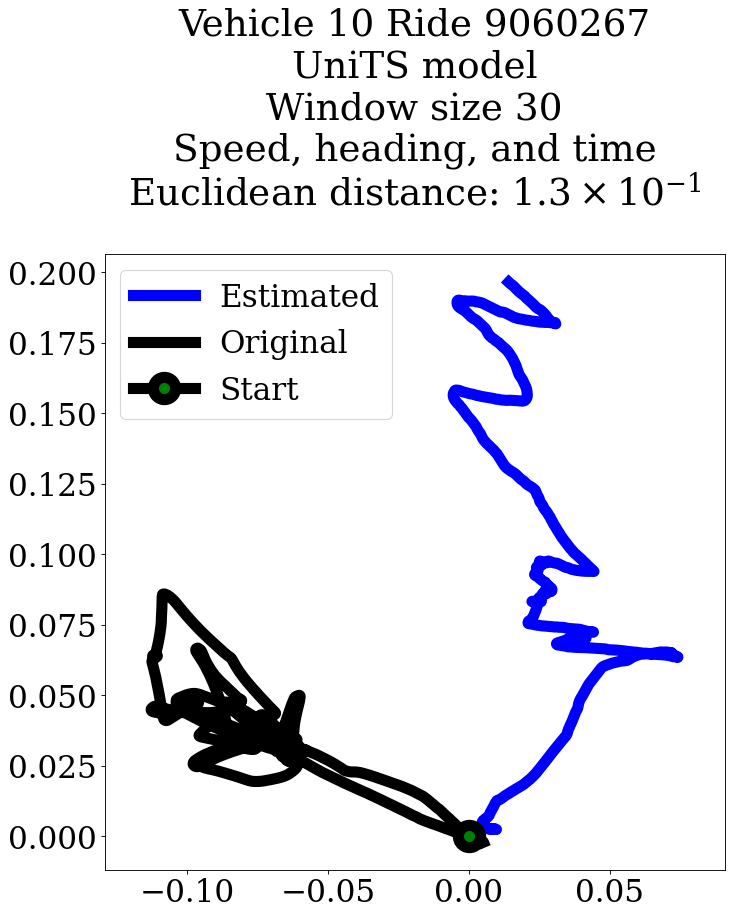 Vehicle 10 Ride 9060267
UniTS model
Window size 30
Speed, heading, and time
Euclidean distance: 1.3 × 10⁻¹
0.200
0.175
0.150
0.125
0.100
0.075
0.050
0.025
0.000
Estimated
Original
Start
−0.10 −0.05 0.00 0.05